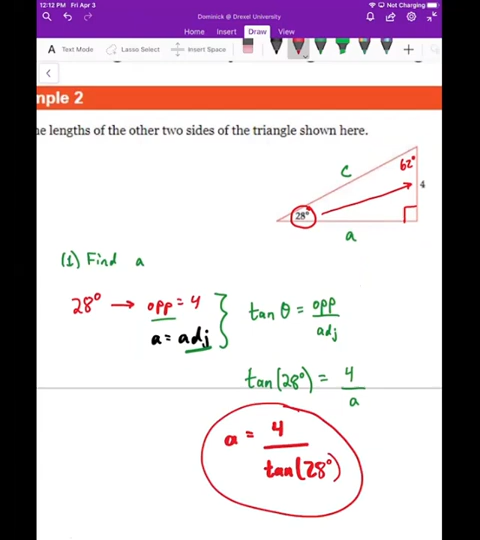 12:12 PM Fri Apr 3
Not Charging
Dominick @ Drexel University
Home Insert Draw View
A Text Mode Lasso Select Insert Space
nple 2
e lengths of the other two sides of the triangle shown here.
62°
c
4
28°
a
(1) Find a
28° → opp = 4
a = adj
tan θ = opp
adj
tan(28°) = 4
a
a = 4
tan(28°)